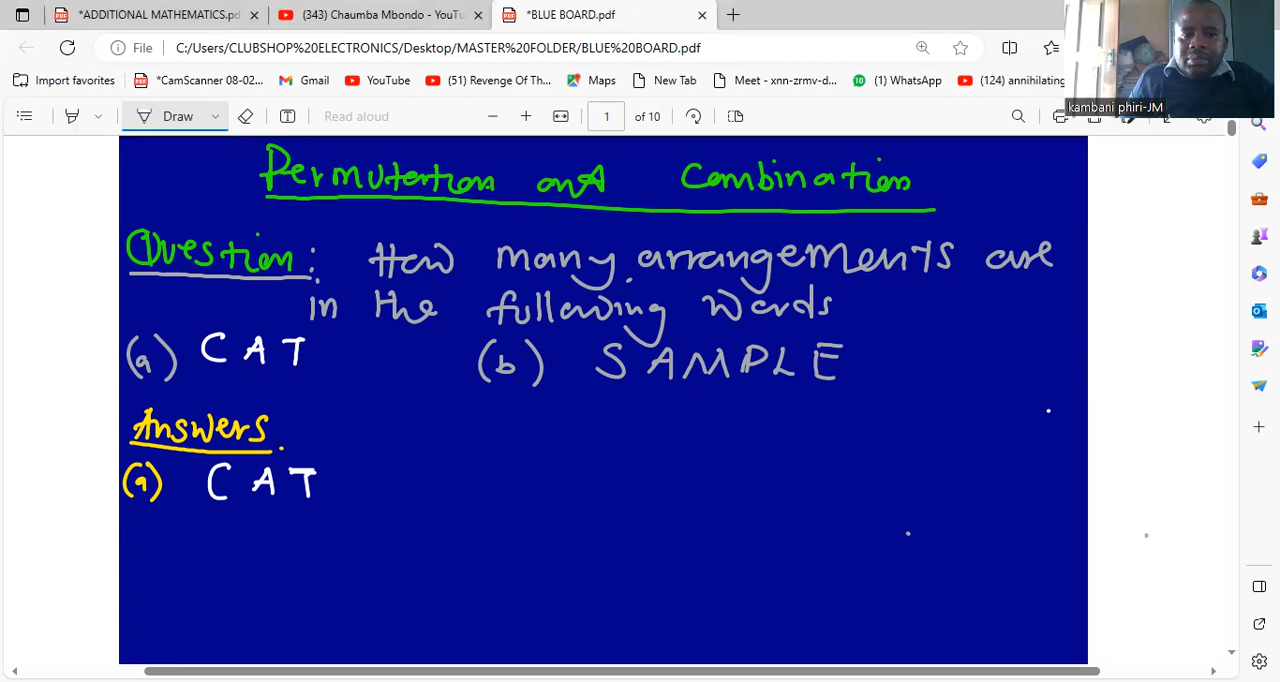 *ADDITIONAL MATHEMATICS.pd
(343) Chaumba Mbondo - YouTu
*BLUE BOARD.pdf
File C:/Users/CLUBSHOP%20ELECTRONICS/Desktop/MASTER%20FOLDER/BLUE%20BOARD.pdf
Import favorites *CamScanner 08-02... Gmail YouTube (51) Revenge Of Th... Maps New Tab Meet - xnn-zrmv-d... 10 (1) WhatsApp (124) annihilating
kambani phiri-JM
Draw Read aloud 1 of 10
Permutation and Combination
Question: How many arrangements are
in the following words
(a) CAT (b) SAMPLE
Answers
(a) CAT